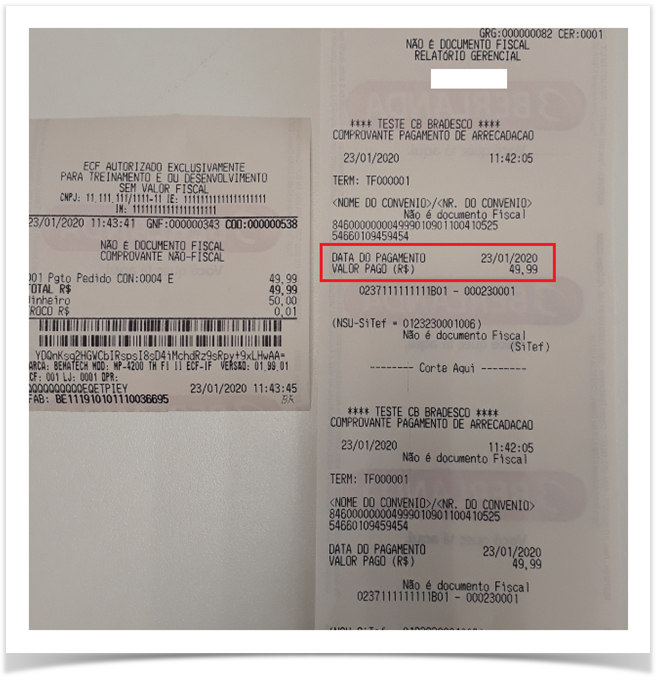 ECF AUTORIZADO EXCLUSIVAMENTE
PARA TREINAMENTO E OU DESENVOLVIMENTO
SEM VALOR FISCAL
CNPJ: 11.111.111/1111-11 IE: 111111111111111111
IM: 111111111111111111
23/01/2020 11:43:41 GNF:000000343 COO:000000538
NÃO É DOCUMENTO FISCAL
COMPROVANTE NÃO-FISCAL
001 Pgto Pedido CON:0004 E 49,99
TOTAL R$ 49,99
Dinheiro 50,00
TROCO R$ 0,01
MARCA: BEMATECH MOD: MP-4200 TH FI II ECF-IF VERSÃO: 01.99.01
ECF: 001 LJ: 0001 OPR:
QQQQQQQQQQEQETPIEY 23/01/2020 11:43:45
FAB: BE111910101110036695 BR
GRG:000000082 CER:0001
NÃO É DOCUMENTO FISCAL
RELATÓRIO GERENCIAL
BERLANDA
**** TESTE CB BRADESCO ****
COMPROVANTE PAGAMENTO DE ARRECADACAO
23/01/2020 11:42:05
TERM: TF000001
<NOME DO CONVENIO>/<NR. DO CONVENIO>
Não é documento Fiscal
846000000004999010901100410525
54660109459454
DATA DO PAGAMENTO 23/01/2020
VALOR PAGO (R$) 49,99
0237111111111B01 - 000230001
(NSU-SiTef = 0123230001006)
Não é documento Fiscal
(SiTef)
-------- Corte Aqui --------
**** TESTE CB BRADESCO ****
COMPROVANTE PAGAMENTO DE ARRECADACAO
23/01/2020 11:42:05
Não é documento Fiscal
TERM: TF000001
<NOME DO CONVENIO>/<NR. DO CONVENIO>
846000000004999010901100410525
54660109459454
DATA DO PAGAMENTO 23/01/2020
VALOR PAGO (R$) 49,99
Não é documento Fiscal
0237111111111B01 - 000230001